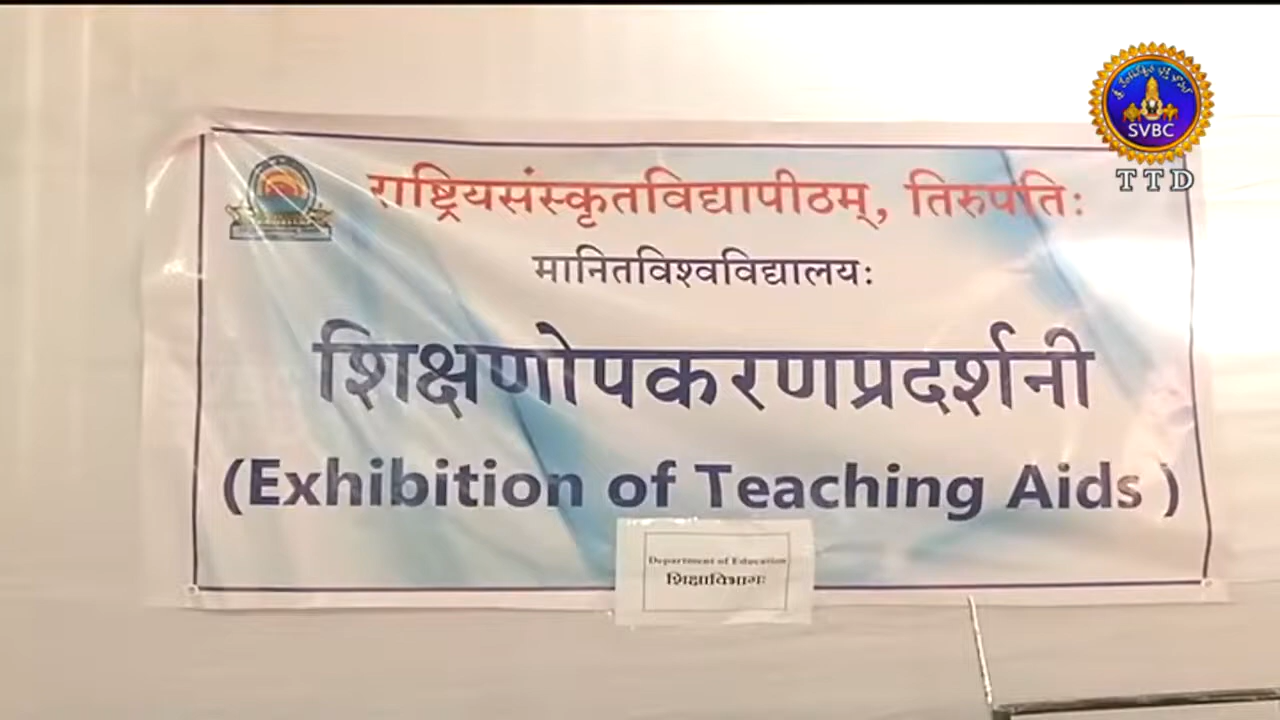 राष्ट्रियसंस्कृतविद्यापीठम्, तिरुपतिः
मानितविश्वविद्यालयः
शिक्षणोपकरणप्रदर्शनी
(Exhibition of Teaching Aids )
Department of Education
शिक्षाविभागः
SVBC
TTD